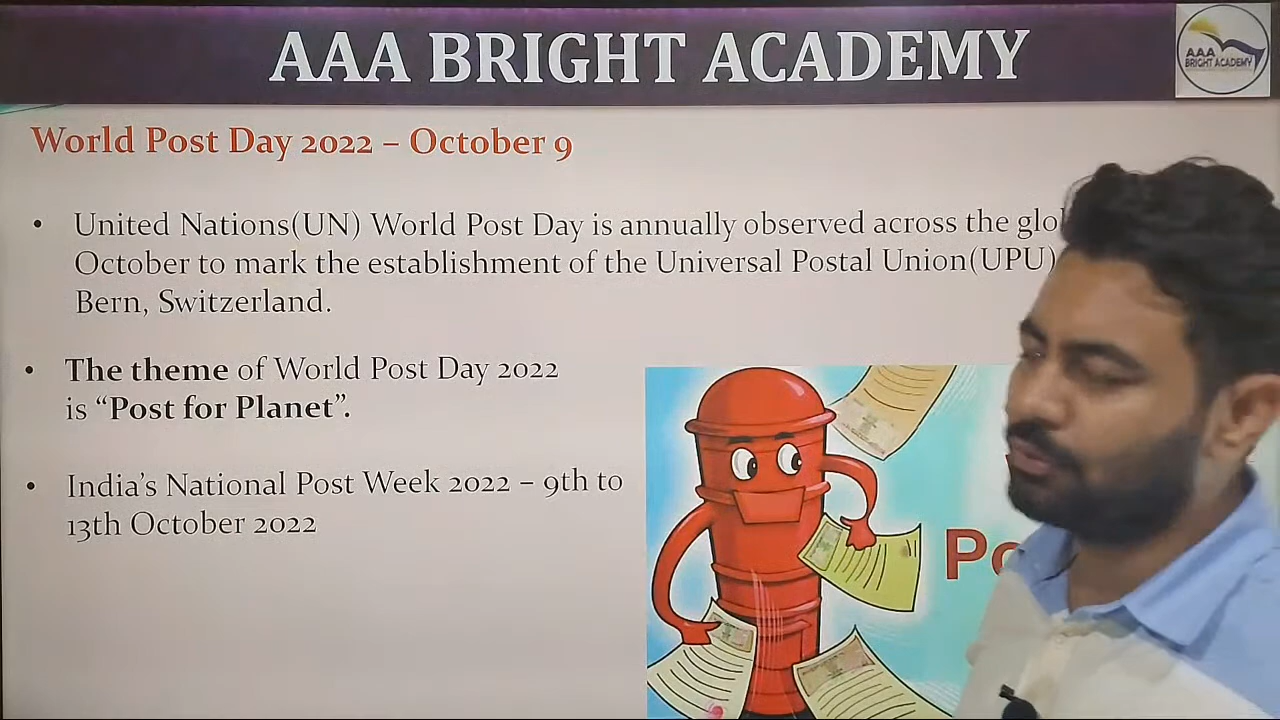 AAA BRIGHT ACADEMY
AAA
BRIGHT ACADEMY
World Post Day 2022 – October 9
• United Nations(UN) World Post Day is annually observed across the
October to mark the establishment of the Universal Postal Union(UPU)
Bern, Switzerland.
• The theme of World Post Day 2022
is “Post for Planet”.
• India’s National Post Week 2022 – 9th to
13th October 2022